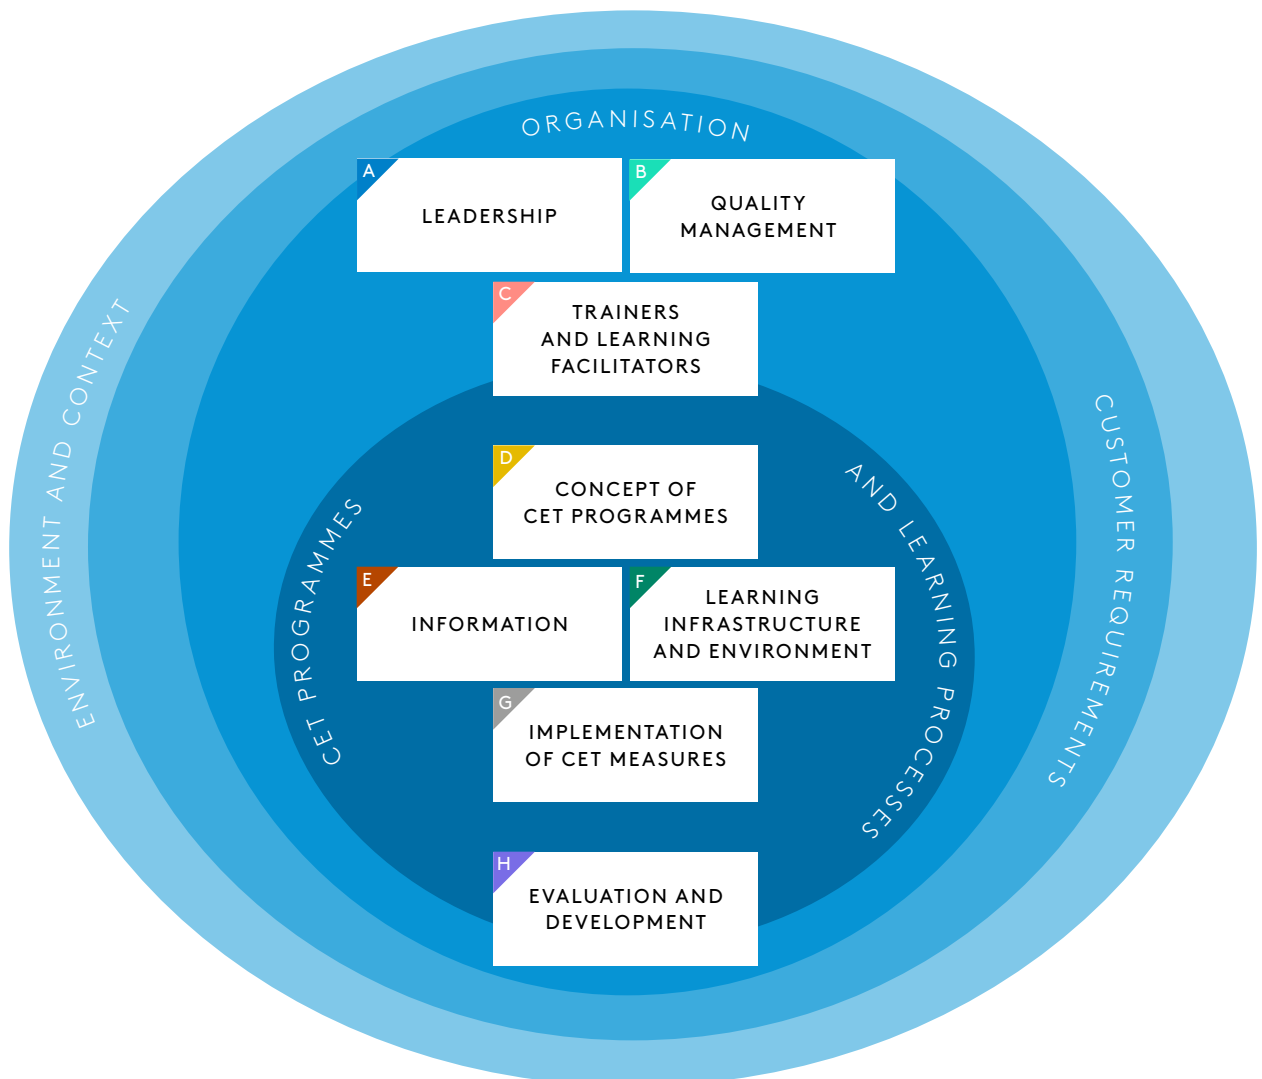 ORGANISATION
A
LEADERSHIP
B
QUALITY
MANAGEMENT
C
TRAINERS
AND LEARNING
FACILITATORS
ENVIRONMENT AND CONTEXT
CUSTOMER REQUIREMENTS
CET PROGRAMMES
AND LEARNING PROCESSES
D
CONCEPT OF
CET PROGRAMMES
E
INFORMATION
F
LEARNING
INFRASTRUCTURE
AND ENVIRONMENT
G
IMPLEMENTATION
OF CET MEASURES
H
EVALUATION AND
DEVELOPMENT